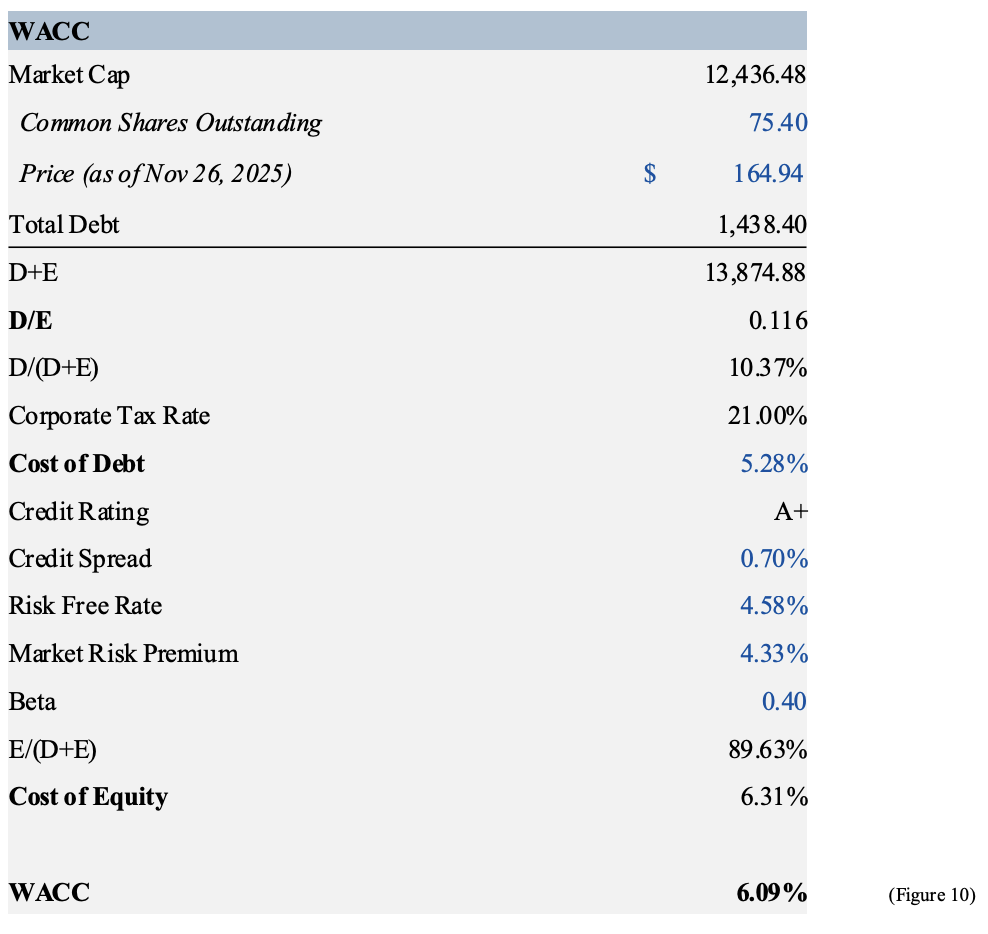 WACC
Market Cap 12,436.48
Common Shares Outstanding 75.40
Price (as of Nov 26, 2025) $ 164.94
Total Debt 1,438.40
D+E 13,874.88
D/E 0.116
D/(D+E) 10.37%
Corporate Tax Rate 21.00%
Cost of Debt 5.28%
Credit Rating A+
Credit Spread 0.70%
Risk Free Rate 4.58%
Market Risk Premium 4.33%
Beta 0.40
E/(D+E) 89.63%
Cost of Equity 6.31%
WACC 6.09% (Figure 10)